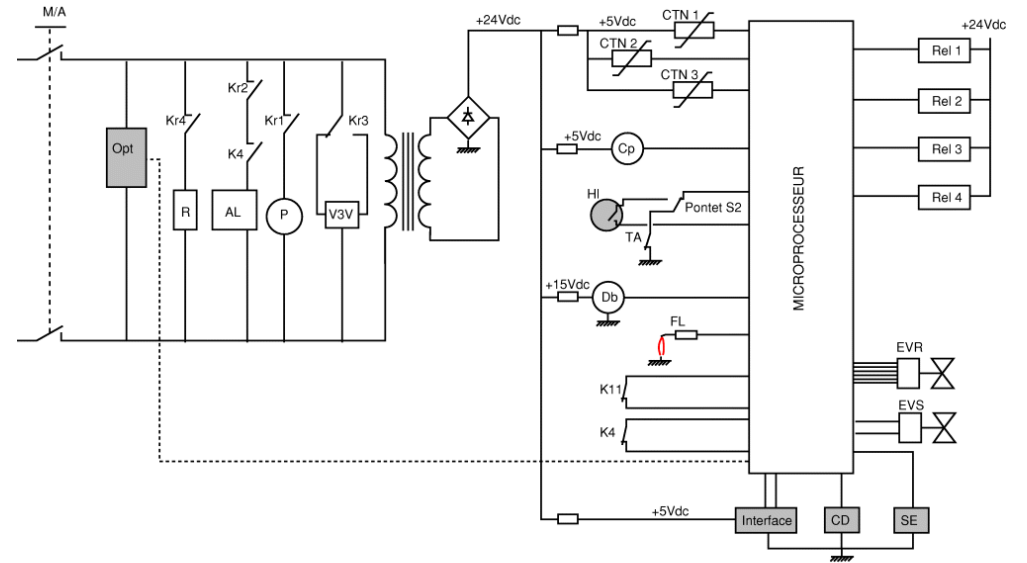 M/A
+24Vdc
+5Vdc
CTN 1
+24Vdc
CTN 2
Rel 1
CTN 3
Kr2
Rel 2
Kr4
Kr1
Kr3
+5Vdc
Opt
K4
Cp
Rel 3
HI
Pontet S2
Rel 4
R
AL
P
V3V
TA
MICROPROCESSEUR
+15Vdc
Db
FL
EVR
K11
EVS
K4
+5Vdc
Interface
CD
SE